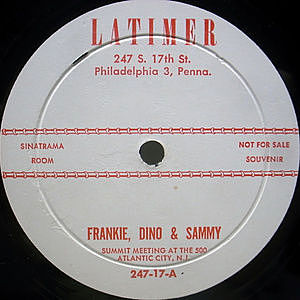 LATIMER
247 S. 17th St.
Philadelphia 3, Penna.
SINATRAMA
ROOM
NOT FOR SALE
SOUVENIR
FRANKIE, DINO & SAMMY
SUMMIT MEETING AT THE 500
ATLANTIC CITY, N.J.
247-17-A